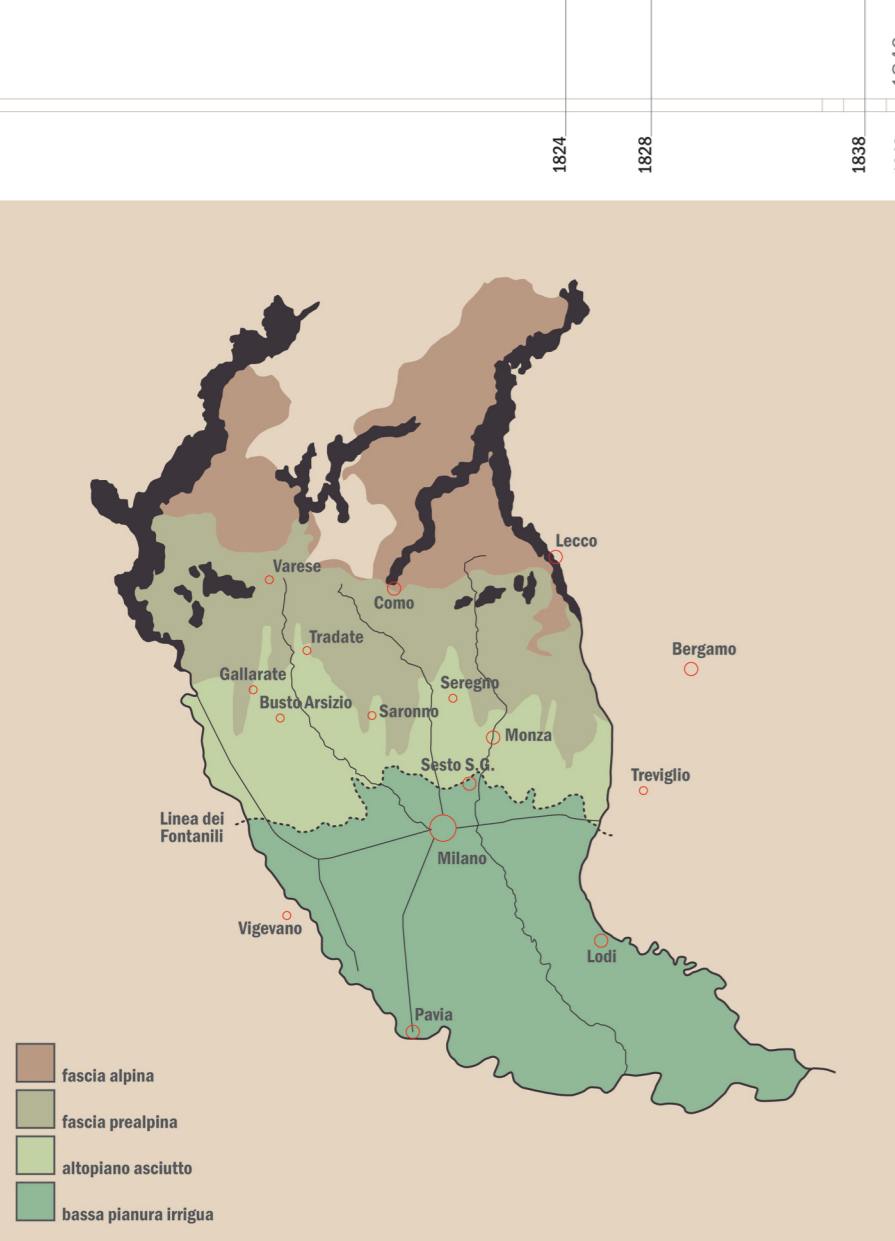 1824
1828
1838
Lecco
Varese
Como
Tradate
Bergamo
Gallarate
Seregno
Busto Arsizio
Saronno
Monza
Sesto S.G.
Treviglio
Linea dei
Fontanili
Milano
Vigevano
Lodi
Pavia
fascia alpina
fascia prealpina
altopiano asciutto
bassa pianura irrigua